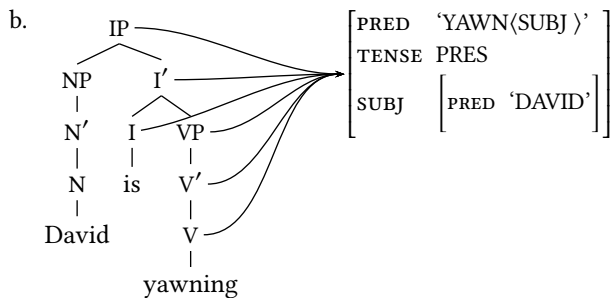 b. IP PRED ‘YAWN⟨SUBJ ⟩’
TENSE PRES
NP I′
SUBJ PRED ‘DAVID’
N′ I VP
N is V′
David V
yawning